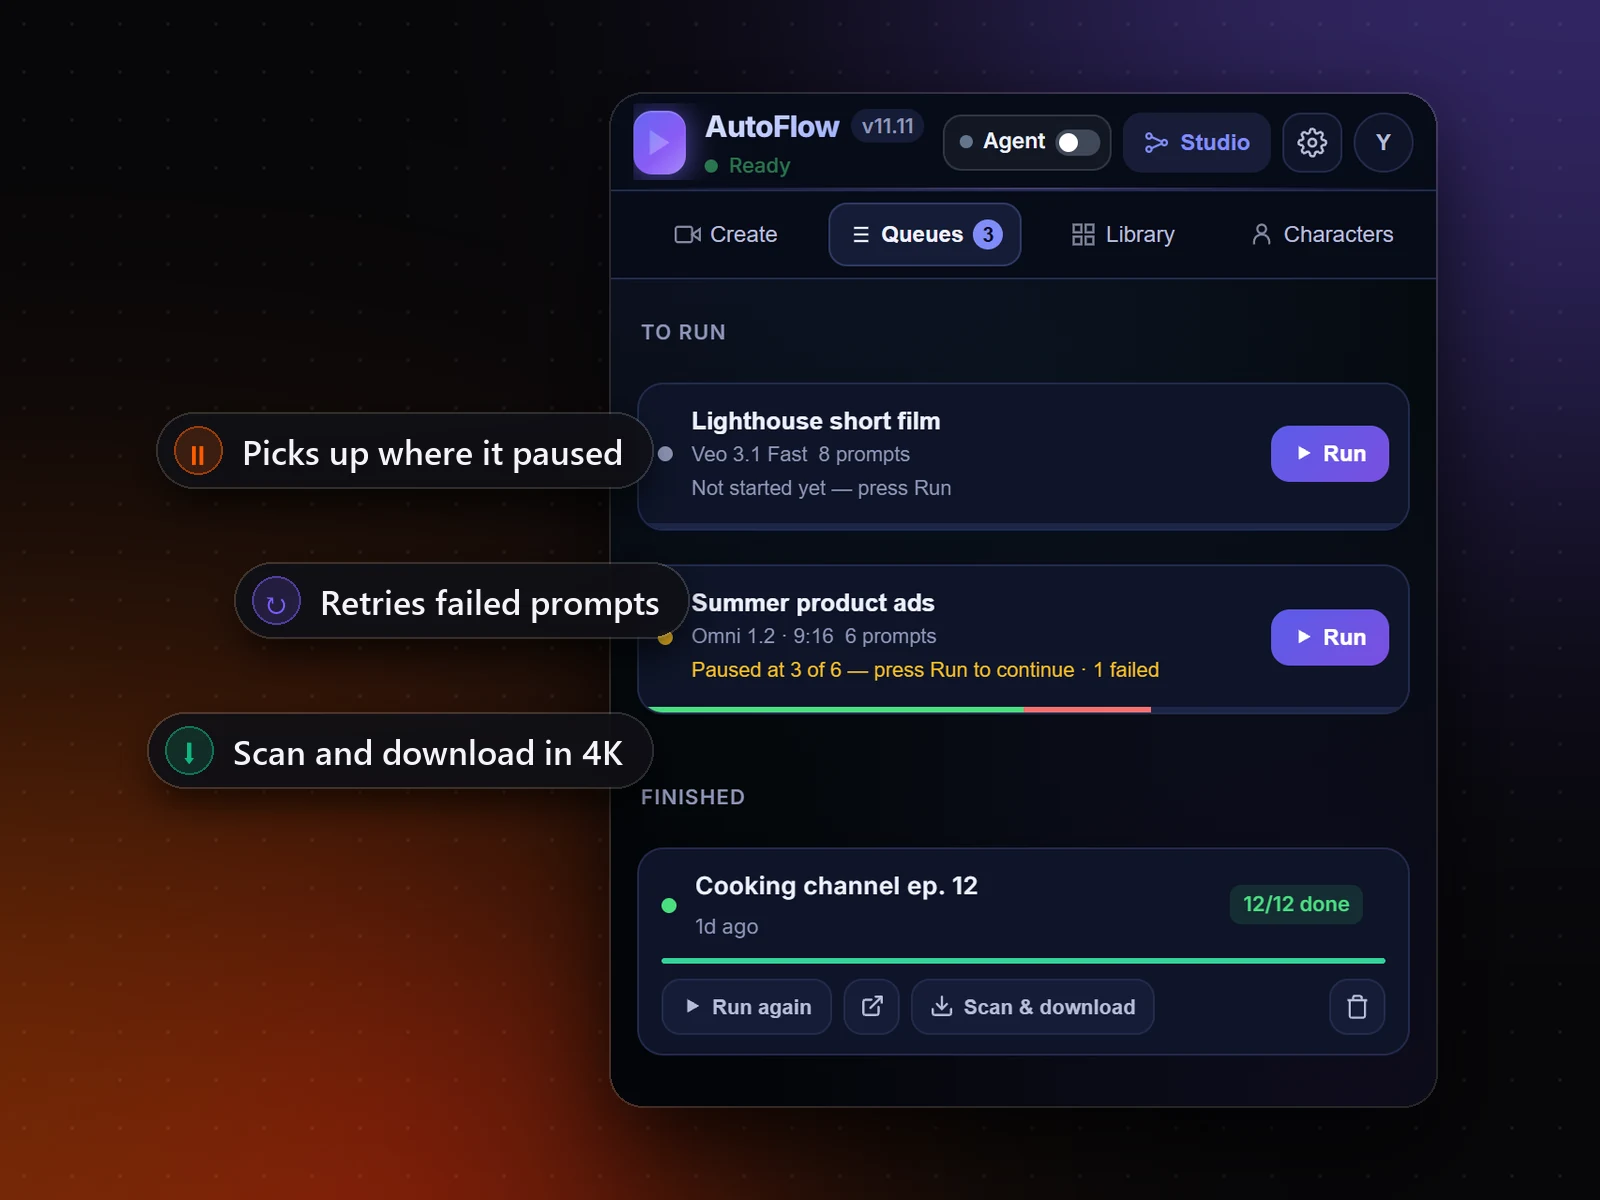 AutoFlow v11.11
Ready
Agent
Studio
Y
Create
Queues 3
Library
Characters
TO RUN
Lighthouse short film
Veo 3.1 Fast 8 prompts
Not started yet — press Run
Run
Picks up where it paused
Retries failed prompts
Summer product ads
Omni 1.2 · 9:16 6 prompts
Paused at 3 of 6 — press Run to continue · 1 failed
Run
Scan and download in 4K
FINISHED
Cooking channel ep. 12
1d ago
12/12 done
Run again
Scan & download